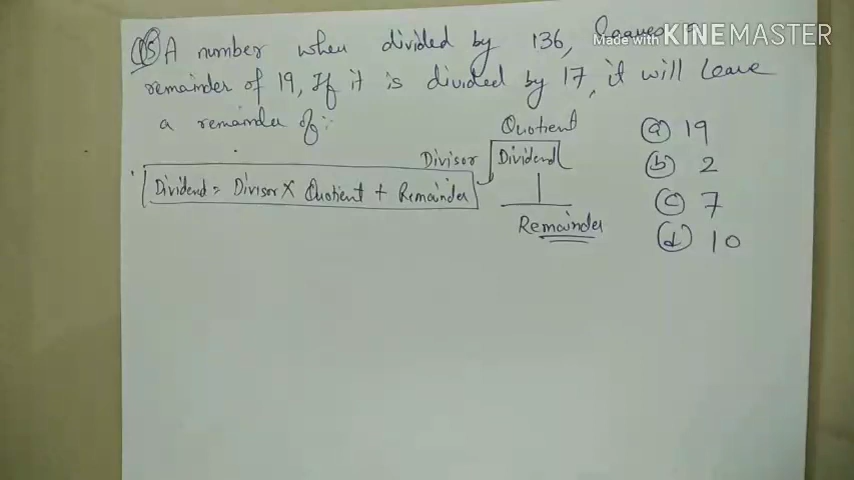 Q5 A number when divided by 136, leaves a
Made with KINEMASTER
remainder of 19, If it is divided by 17, it will leave
a remainder of:
Quotient
Divisor Dividend
Dividend = Divisor X Quotient + Remainder
Remainder
(a) 19
(b) 2
(c) 7
(d) 10